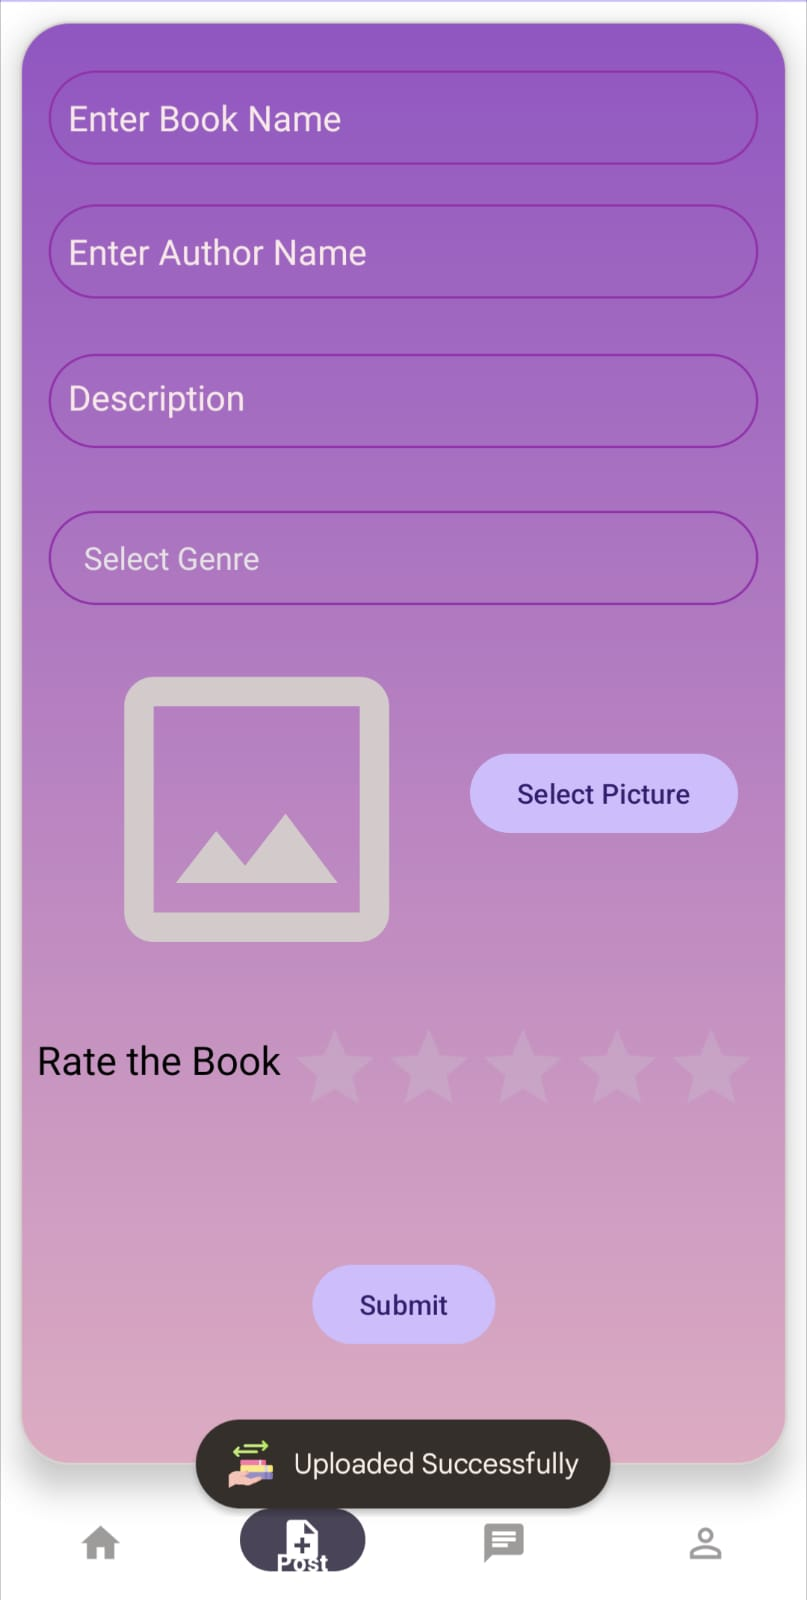 Enter Book Name
Enter Author Name
Description
Select Genre
Select Picture
Rate the Book
Submit
Uploaded Successfully
Post